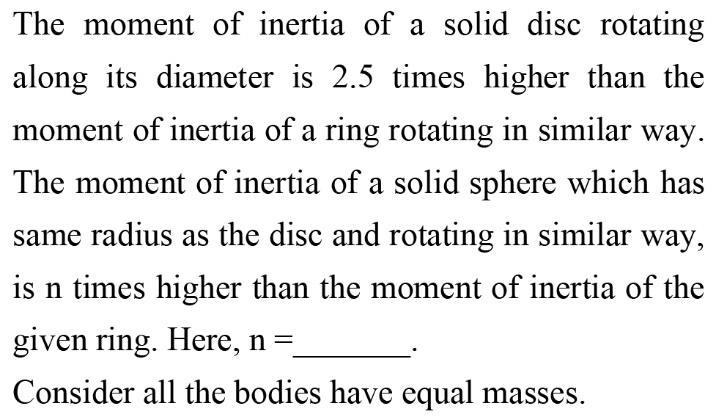 The moment of inertia of a solid disc rotating
along its diameter is 2.5 times higher than the
moment of inertia of a ring rotating in similar way.
The moment of inertia of a solid sphere which has
same radius as the disc and rotating in similar way,
is n times higher than the moment of inertia of the
given ring. Here, n =_______.
Consider all the bodies have equal masses.